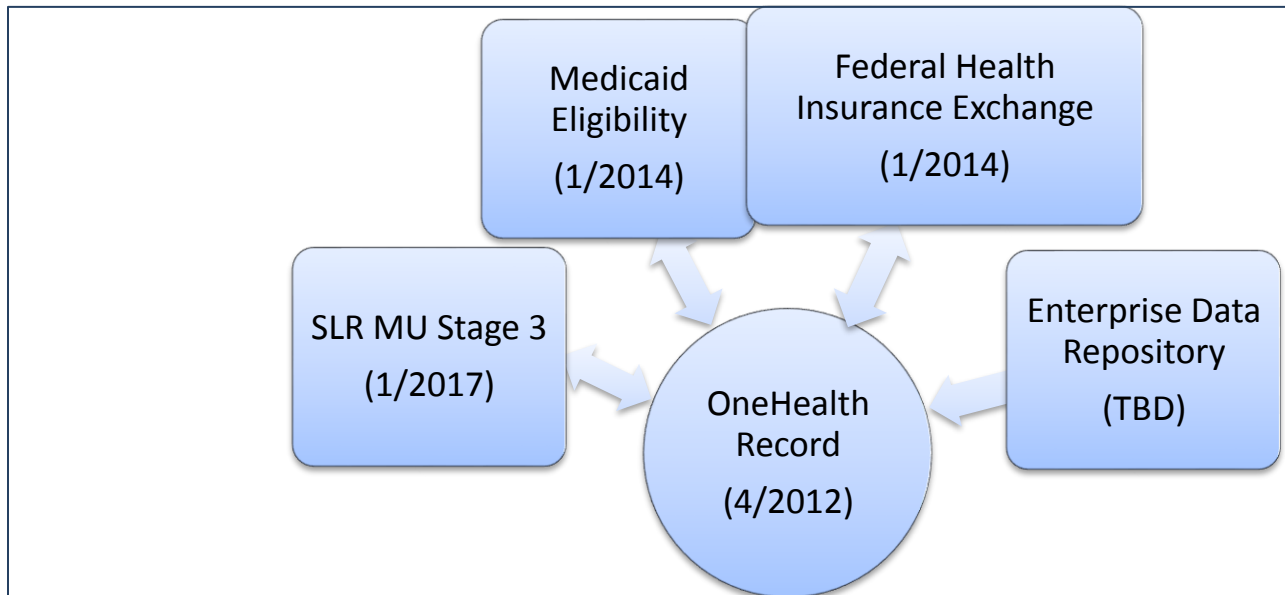 Medicaid
Eligibility
(1/2014)
Federal Health
Insurance Exchange
(1/2014)
SLR MU Stage 3
(1/2017)
OneHealth
Record
(4/2012)
Enterprise Data
Repository
(TBD)